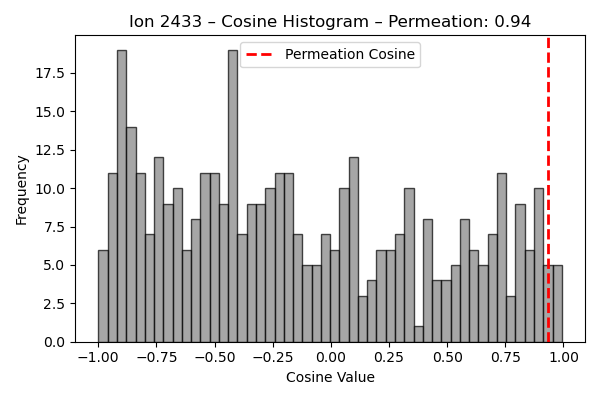 Ion 2433 – Cosine Histogram – Permeation: 0.94
Permeation Cosine
Frequency
17.5
15.0
12.5
10.0
7.5
5.0
2.5
0.0
−1.00 −0.75 −0.50 −0.25 0.00 0.25 0.50 0.75 1.00
Cosine Value